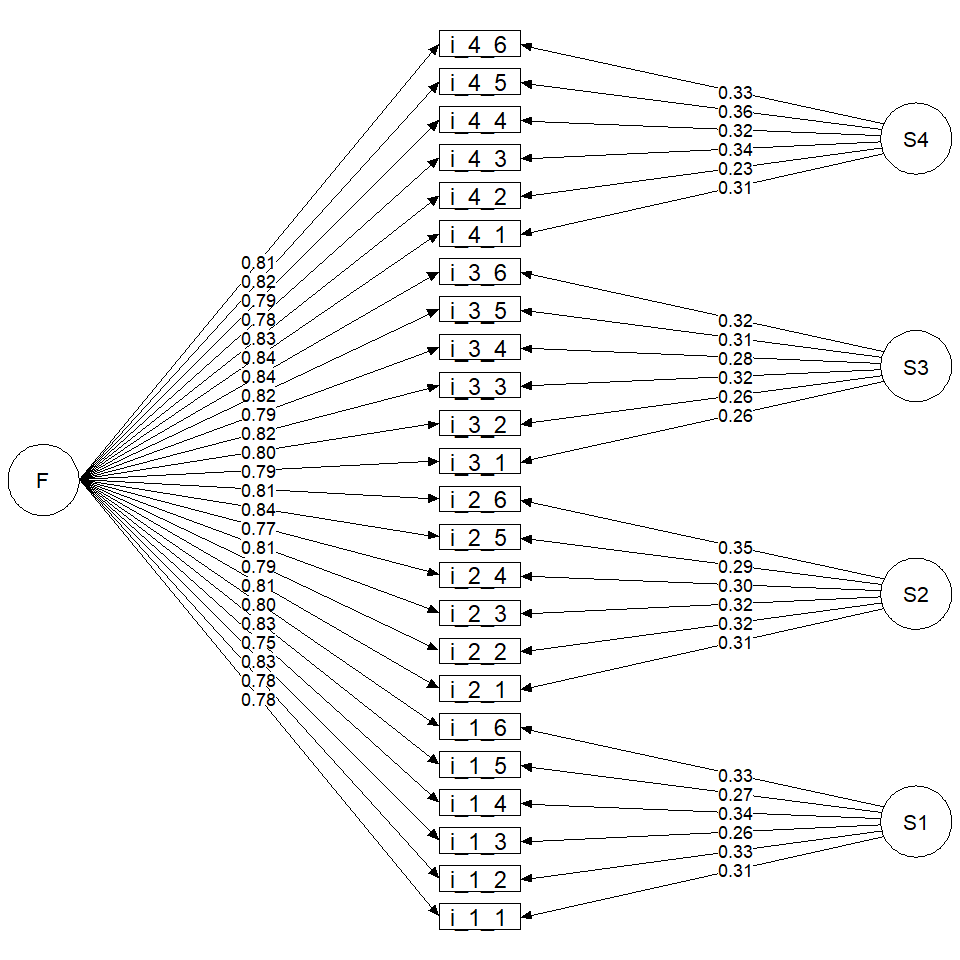 i_4_6
i_4_5
i_4_4
i_4_3
i_4_2
i_4_1
i_3_6
i_3_5
i_3_4
i_3_3
i_3_2
i_3_1
i_2_6
i_2_5
i_2_4
i_2_3
i_2_2
i_2_1
i_1_6
i_1_5
i_1_4
i_1_3
i_1_2
i_1_1
F
0.81
0.82
0.79
0.78
0.83
0.84
0.84
0.82
0.79
0.82
0.80
0.79
0.81
0.84
0.77
0.81
0.79
0.81
0.80
0.83
0.75
0.83
0.78
0.78
S4
0.33
0.36
0.32
0.34
0.23
0.31
S3
0.32
0.31
0.28
0.32
0.26
0.26
S2
0.35
0.29
0.30
0.32
0.32
0.31
S1
0.33
0.27
0.34
0.26
0.33
0.31